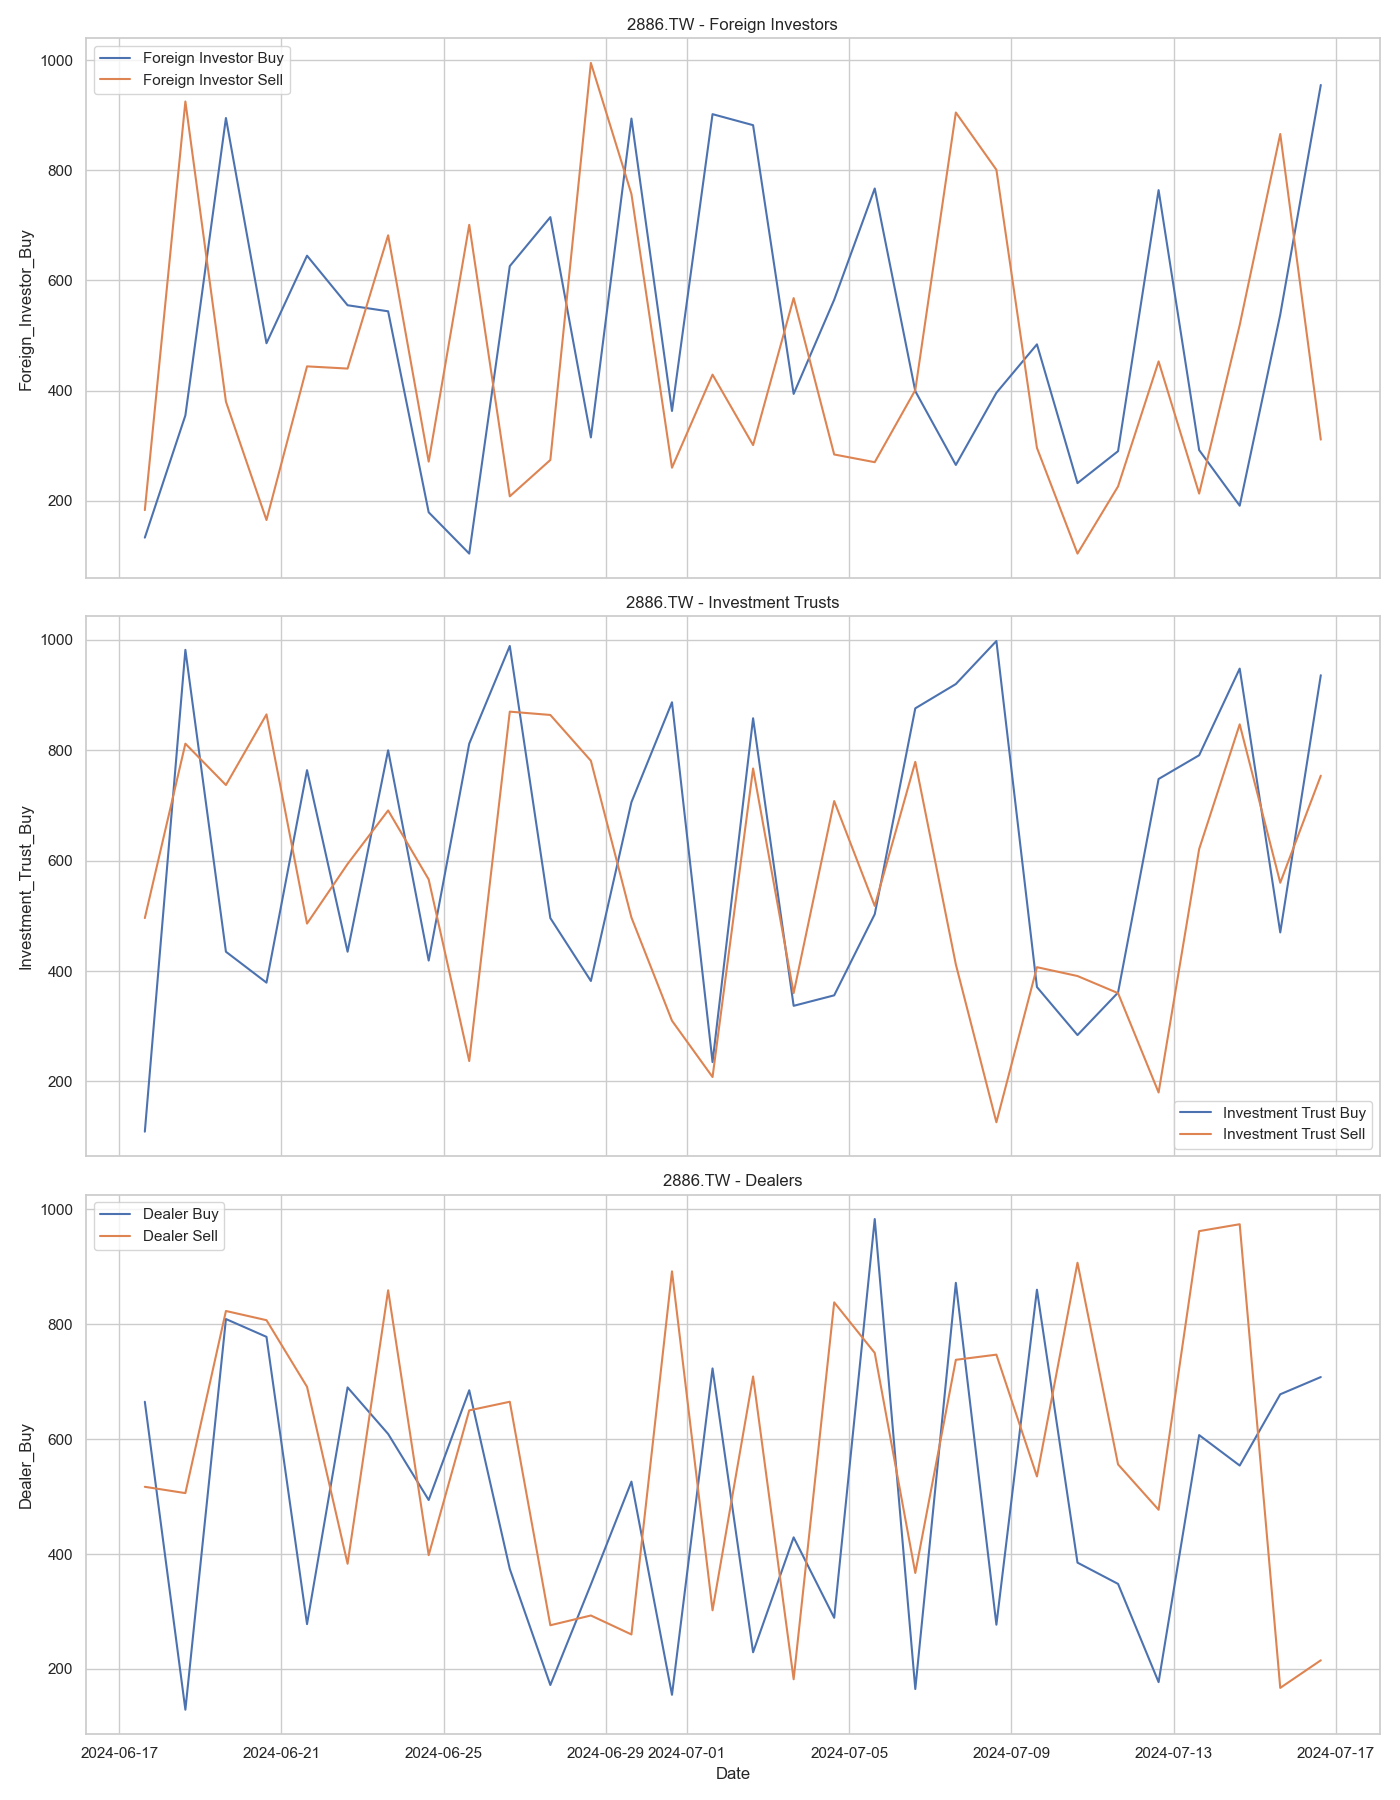 2886.TW - Foreign Investors
Foreign Investor Buy
Foreign Investor Sell
Foreign_Investor_Buy
1000
800
600
400
200
2886.TW - Investment Trusts
Investment_Trust_Buy
1000
800
600
400
200
Investment Trust Buy
Investment Trust Sell
2886.TW - Dealers
Dealer Buy
Dealer Sell
Dealer_Buy
1000
800
600
400
200
2024-06-17 2024-06-21 2024-06-25 2024-06-29 2024-07-01 2024-07-05 2024-07-09 2024-07-13 2024-07-17
Date